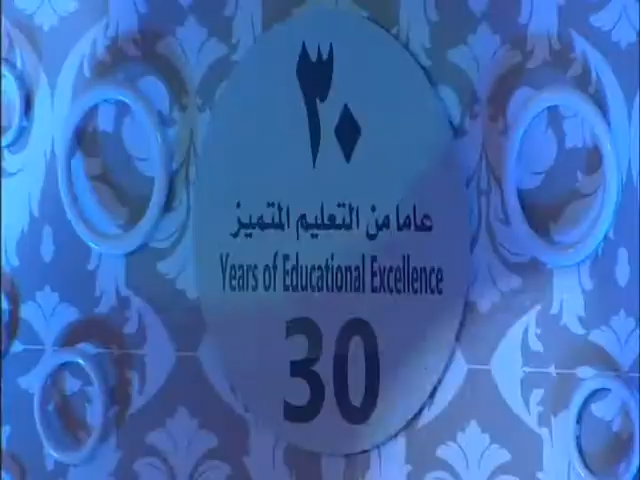 ٣٠
عاما من التعليم المتميز
Years of Educational Excellence
30